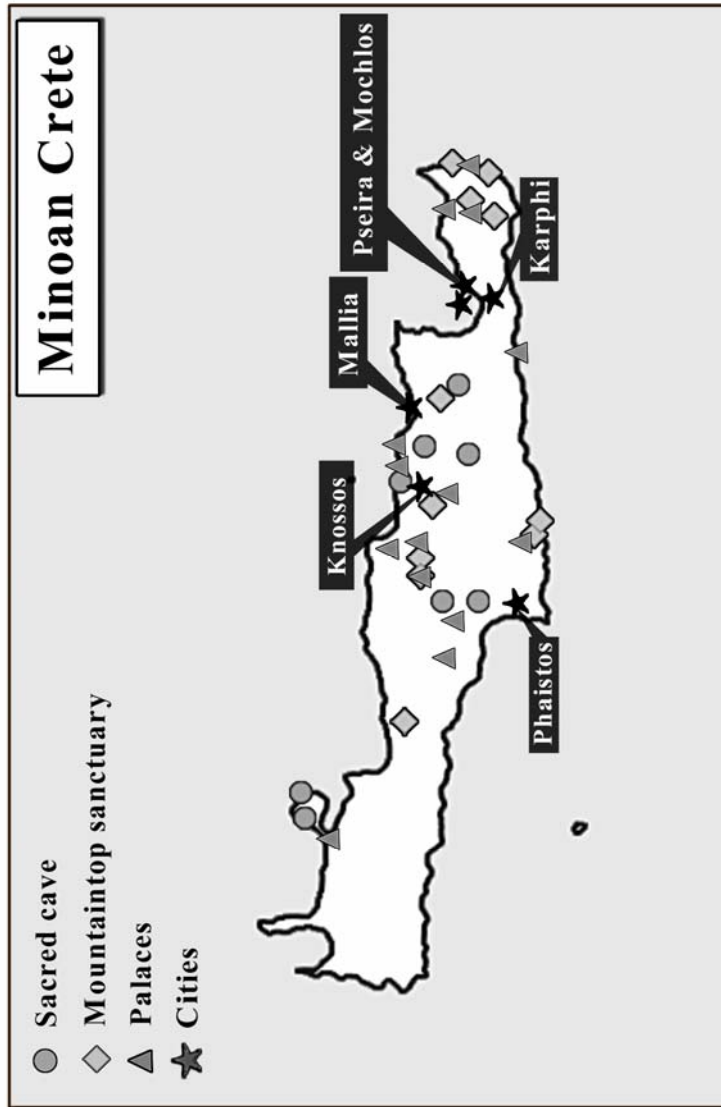 Minoan Crete
Sacred cave
Mountaintop sanctuary
Palaces
Cities
Knossos
Mallia
Pseira & Mochlos
Karphi
Phaistos